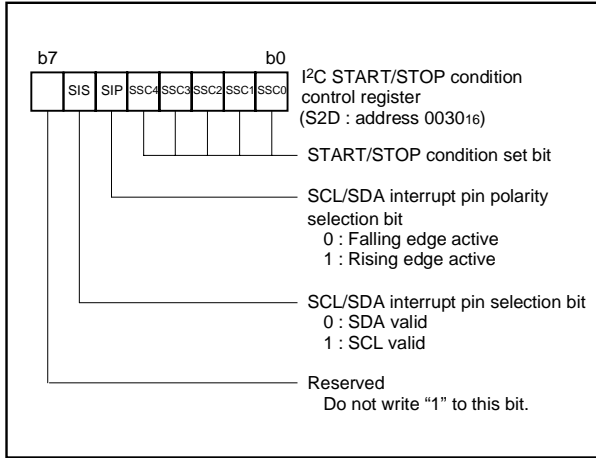 b7 b0
SIS SIP SSC4 SSC3 SSC2 SSC1 SSC0
I²C START/STOP condition
control register
(S2D : address 003016)
START/STOP condition set bit
SCL/SDA interrupt pin polarity
selection bit
0 : Falling edge active
1 : Rising edge active
SCL/SDA interrupt pin selection bit
0 : SDA valid
1 : SCL valid
Reserved
Do not write “1” to this bit.